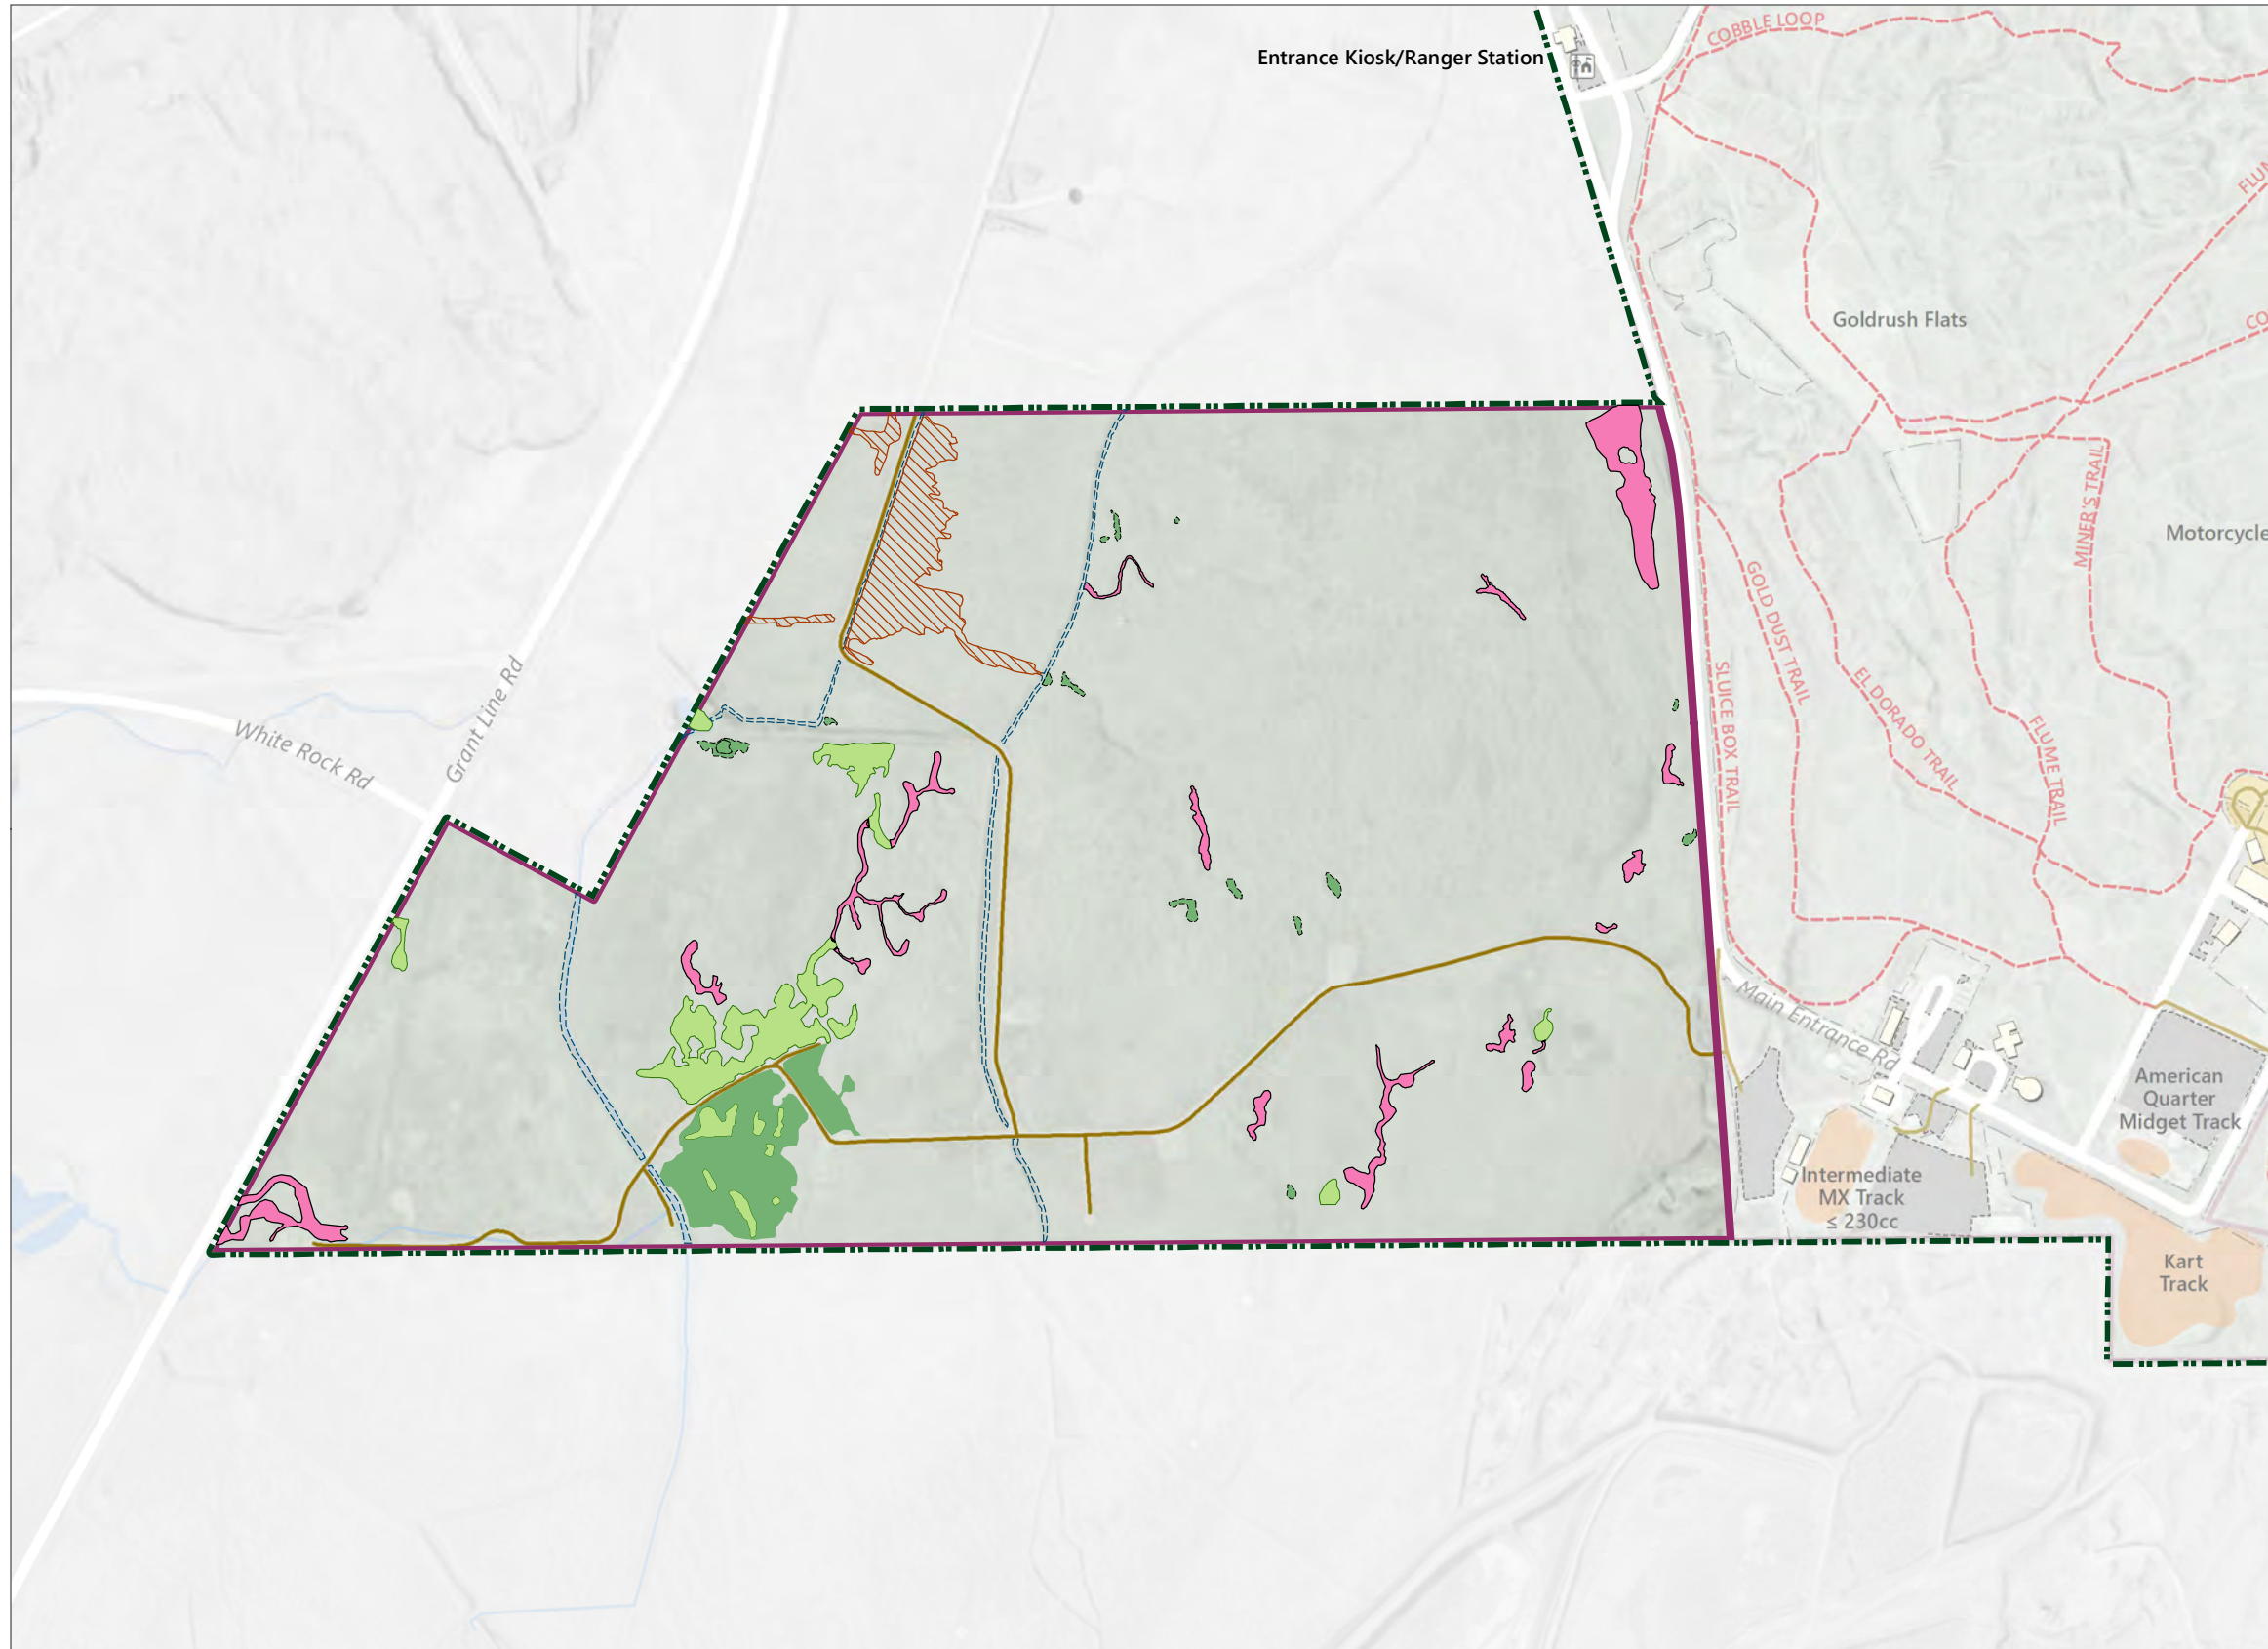 COBBLE LOOP
Entrance Kiosk/Ranger Station
Goldrush Flats
MINER'S TRAIL
Motorcycle
GOLD DUST TRAIL
SLUICE BOX TRAIL
EL DORADO TRAIL
FLUME TRAIL
Grant Line Rd
White Rock Rd
Main Entrance Rd
American
Quarter
Midget Track
Intermediate
MX Track
≤ 230cc
Kart
Track